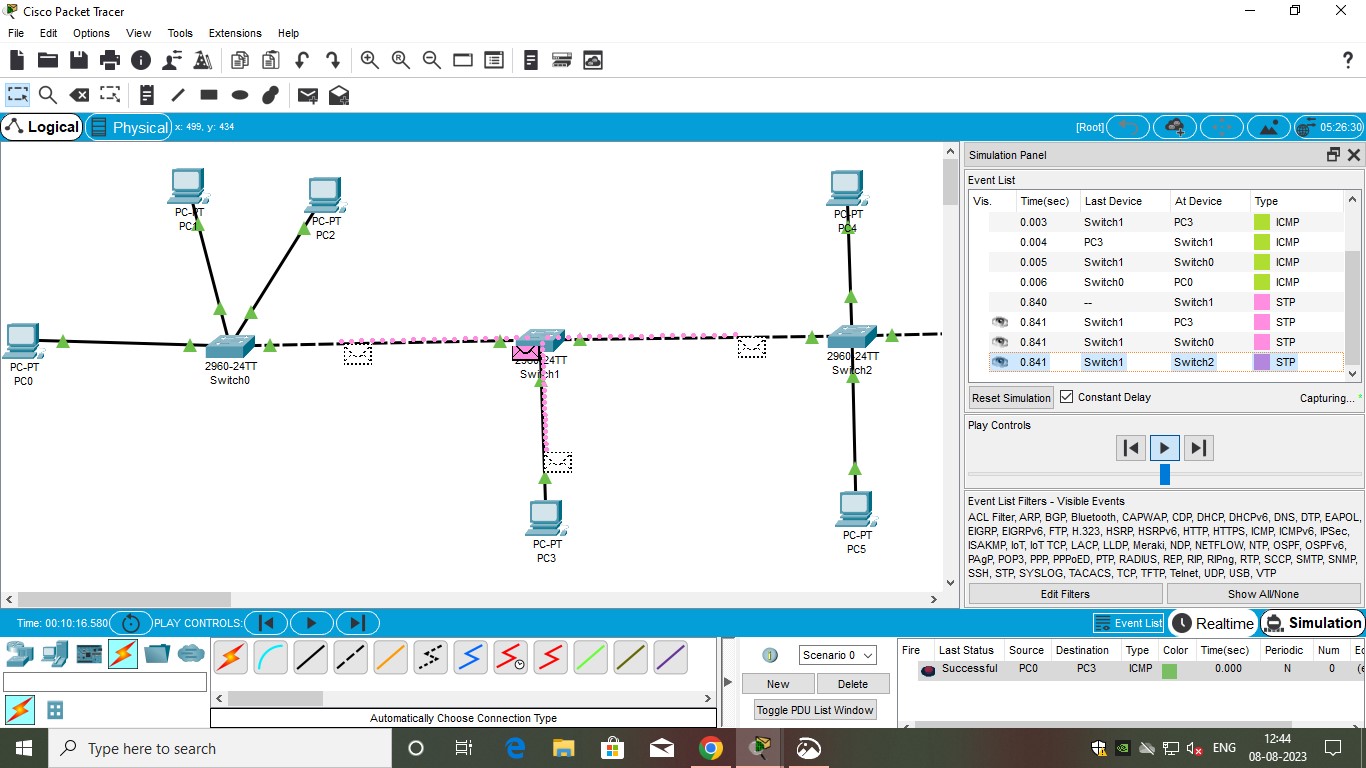 Cisco Packet Tracer
File Edit Options View Tools Extensions Help
Logical Physical x: 499, y: 434 [Root] 05:26:30
PC-PT
PC1
PC-PT
PC2
PC-PT
PC4
PC-PT
PC0
2960-24TT
Switch0
2960-24TT
Switch1
2960-24TT
Switch2
PC-PT
PC3
PC-PT
PC5
Simulation Panel
Event List
Vis. Time(sec) Last Device At Device Type
0.003 Switch1 PC3 ICMP
0.004 PC3 Switch1 ICMP
0.005 Switch1 Switch0 ICMP
0.006 Switch0 PC0 ICMP
0.840 -- Switch1 STP
0.841 Switch1 PC3 STP
0.841 Switch1 Switch0 STP
0.841 Switch1 Switch2 STP
Reset Simulation Constant Delay Capturing... *
Play Controls
Event List Filters - Visible Events
ACL Filter, ARP, BGP, Bluetooth, CAPWAP, CDP, DHCP, DHCPv6, DNS, DTP, EAPOL,
EIGRP, EIGRPv6, FTP, H.323, HSRP, HSRPv6, HTTP, HTTPS, ICMP, ICMPv6, IPSec,
ISAKMP, IoT, IoT TCP, LACP, LLDP, Meraki, NDP, NETFLOW, NTP, OSPF, OSPFv6,
PAgP, POP3, PPP, PPPoED, PTP, RADIUS, REP, RIP, RIPng, RTP, SCCP, SMTP, SNMP,
SSH, STP, SYSLOG, TACACS, TCP, TFTP, Telnet, UDP, USB, VTP
Edit Filters Show All/None
Time: 00:10:16.580 PLAY CONTROLS: Event List Realtime Simulation
Automatically Choose Connection Type
Scenario 0
New Delete
Toggle PDU List Window
Fire Last Status Source Destination Type Color Time(sec) Periodic Num Ec
Successful PC0 PC3 ICMP 0.000 N 0 (e
Type here to search
ENG
12:44
08-08-2023